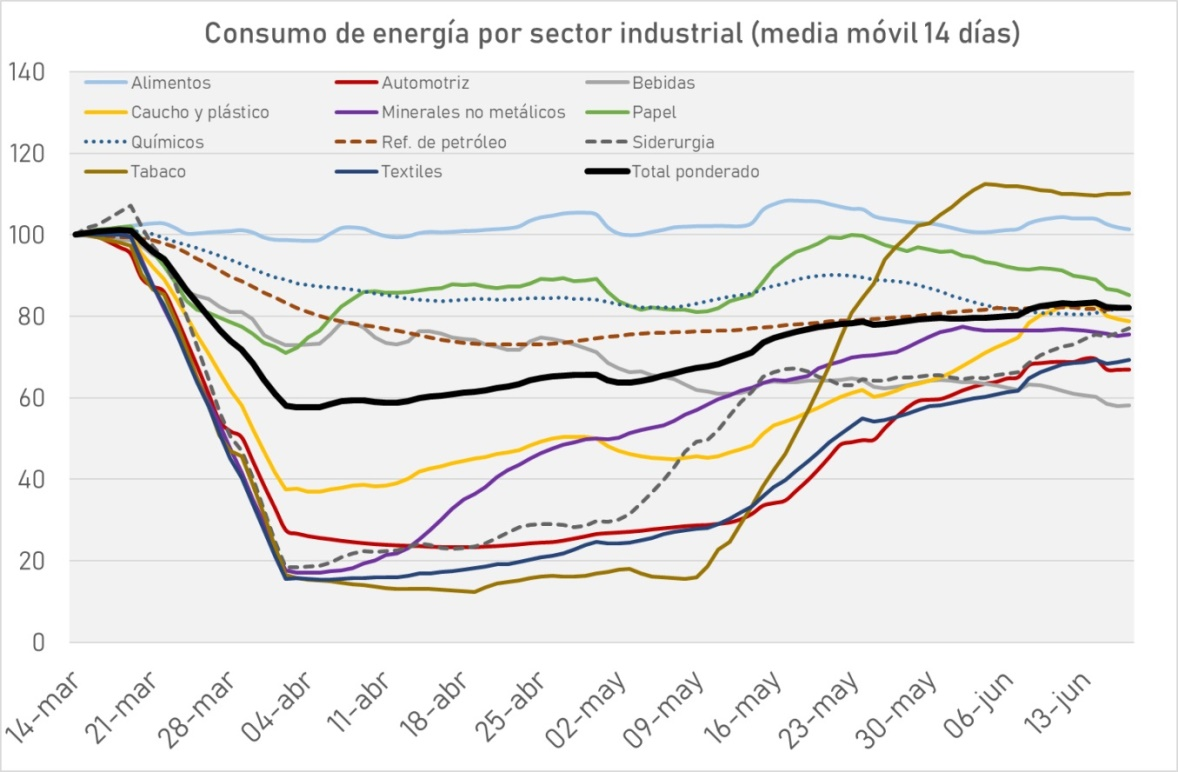 Consumo de energía por sector industrial (media móvil 14 días)
140
Alimentos Automotriz Bebidas
Caucho y plástico Minerales no metálicos Papel
Químicos Ref. de petróleo Siderurgia
120
Tabaco Textiles Total ponderado
100
80
60
40
20
0
14-mar 21-mar 28-mar 04-abr 11-abr 18-abr 25-abr 02-may 09-may 16-may 23-may 30-may 06-jun 13-jun